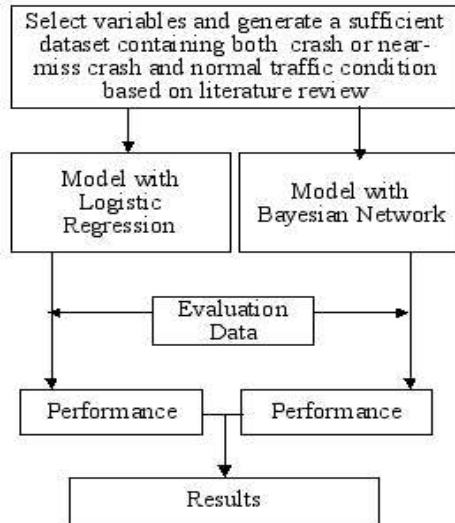 Select variables and generate a sufficient
dataset containing both crash or near-
miss crash and normal traffic condition
based on literature review
Model with
Logistic
Regression
Model with
Bayesian Network
Evaluation
Data
Performance
Performance
Results